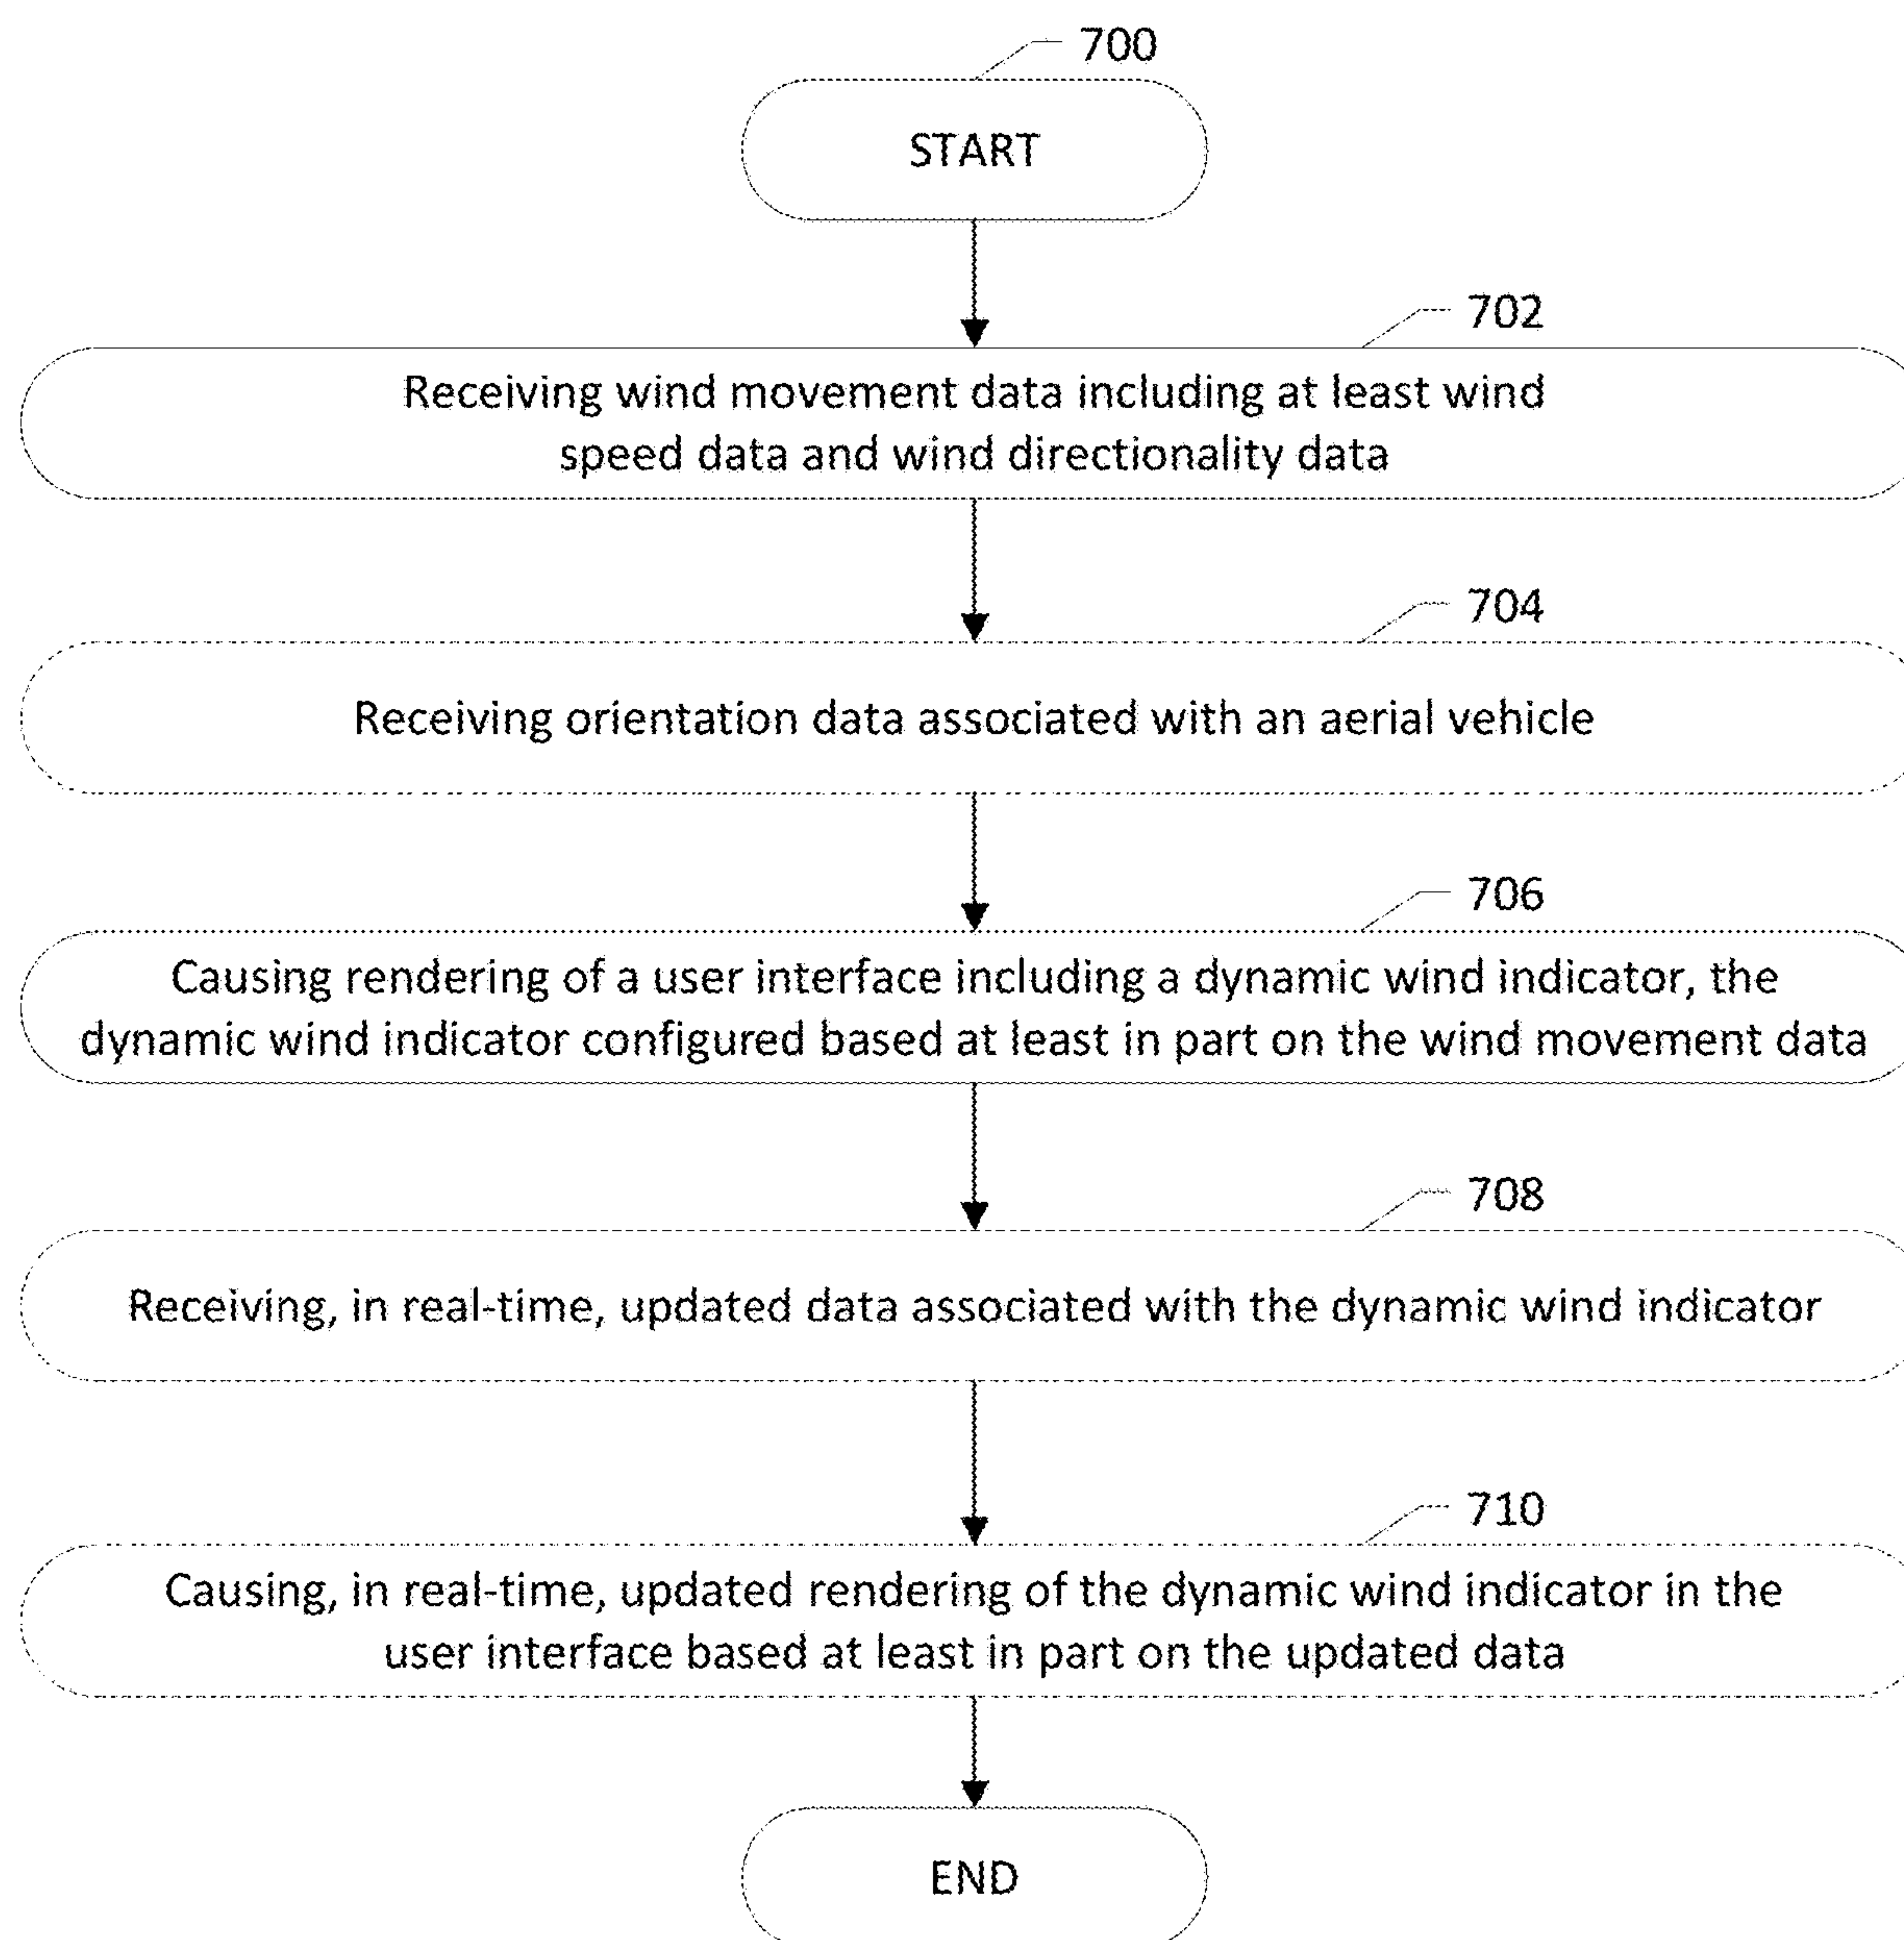 700
START
702
Receiving wind movement data including at least wind
speed data and wind directionality data
704
Receiving orientation data associated with an aerial vehicle
706
Causing rendering of a user interface including a dynamic wind indicator, the
dynamic wind indicator configured based at least in part on the wind movement data
708
Receiving, in real-time, updated data associated with the dynamic wind indicator
710
Causing, in real-time, updated rendering of the dynamic wind indicator in the
user interface based at least in part on the updated data
END